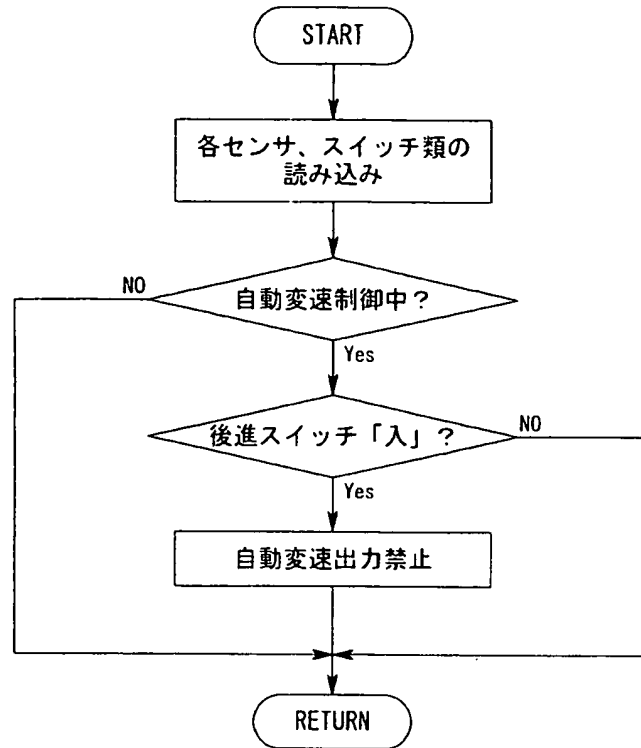 START
各センサ、スイッチ類の
読み込み
NO
自動変速制御中?
Yes
後進スイッチ「入」?
NO
Yes
自動変速出力禁止
RETURN